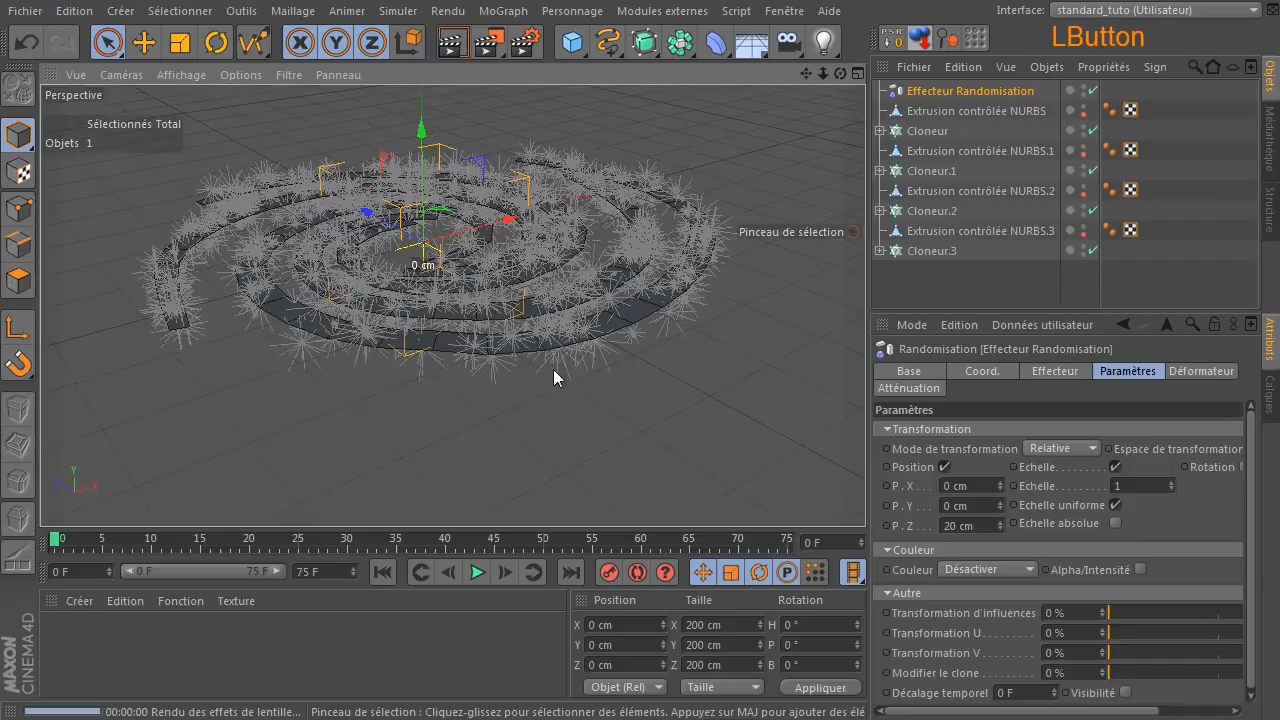 Fichier Edition Créer Sélectionner Outils Maillage Animer Simuler Rendu MoGraph Personnage Modules externes Script Fenêtre Aide Interface: standard_tuto (Utilisateur)
LButton
PSR
Vue Caméras Affichage Options Filtre Panneau
Fichier Edition Vue Objets Propriétés Sign
Perspective
Sélectionnés Total
Objets 1
Effecteur Randomisation
Extrusion contrôlée NURBS
Cloneur
Extrusion contrôlée NURBS.1
Cloneur.1
Extrusion contrôlée NURBS.2
Cloneur.2
Extrusion contrôlée NURBS.3
Cloneur.3
Pinceau de sélection
0 cm
Y
X
Objets
Médiathèque
Structure
Mode Edition Données utilisateur
Randomisation [Effecteur Randomisation]
Base Coord. Effecteur Paramètres Déformateur
Atténuation
Paramètres
Transformation
Mode de transformation Relative Espace de transformation
Position Echelle. . . . . . . . . Rotation
P . X . . . 0 cm Echelle. . . . . . . . . 1
P . Y . . . 0 cm Echelle uniforme
P . Z . . . 20 cm Echelle absolue
Couleur
Couleur Désactiver Alpha/Intensité
Autre
Transformation d'influences 0 %
Transformation U. . . . . . . . 0 %
Transformation V. . . . . . . . 0 %
Modifier le clone. . . . . . . . 0 %
Décalage temporel 0 F Visibilité
Attributs
Calques
0 5 10 15 20 25 30 35 40 45 50 55 60 65 70 75 0 F
0 F 0 F 75 F 75 F
Créer Edition Fonction Texture
Position Taille Rotation
X 0 cm X 200 cm H 0 °
Y 0 cm Y 200 cm P 0 °
Z 0 cm Z 200 cm B 0 °
Objet (Rel) Taille Appliquer
MAXON
CINEMA 4D
00:00:00 Rendu des effets de lentille... Pinceau de sélection : Cliquez-glissez pour sélectionner des éléments. Appuyez sur MAJ pour ajouter des élé